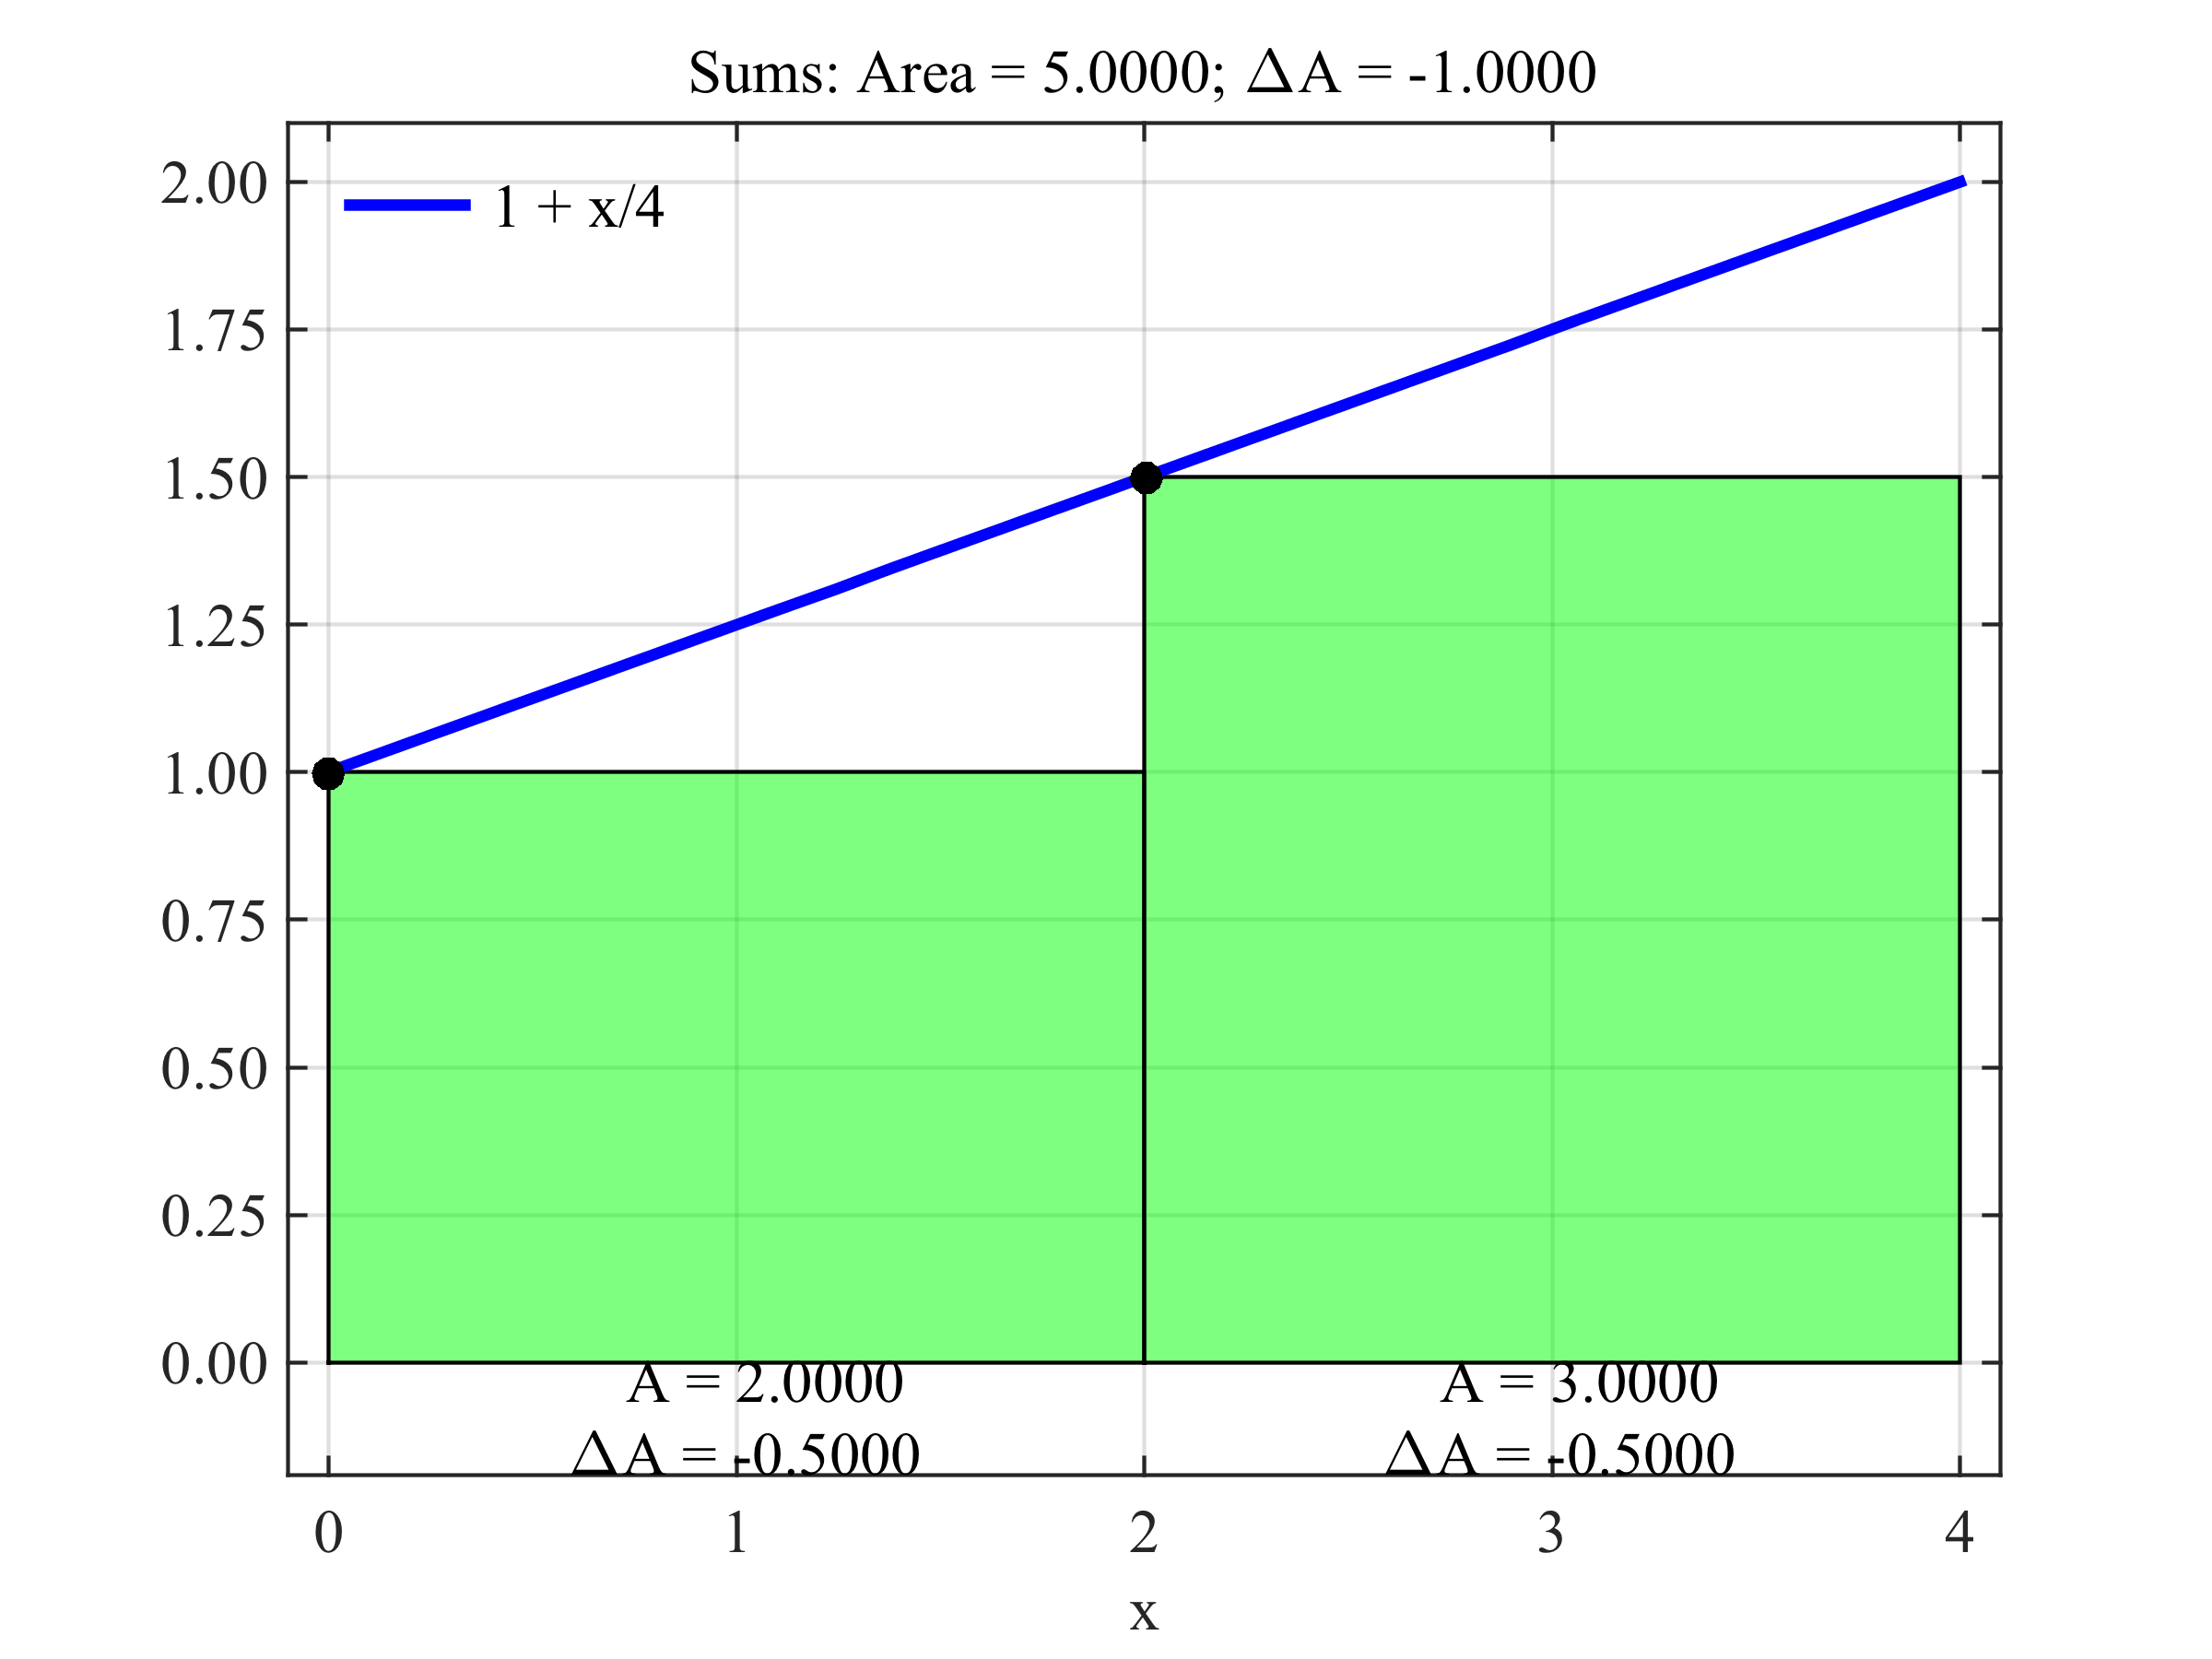 Sums: Area = 5.0000; ΔA = -1.0000
1 + x/4
2.00
1.75
1.50
1.25
1.00
0.75
0.50
0.25
0.00
A = 2.0000
ΔA = -0.5000
A = 3.0000
ΔA = -0.5000
0 1 2 3 4
x